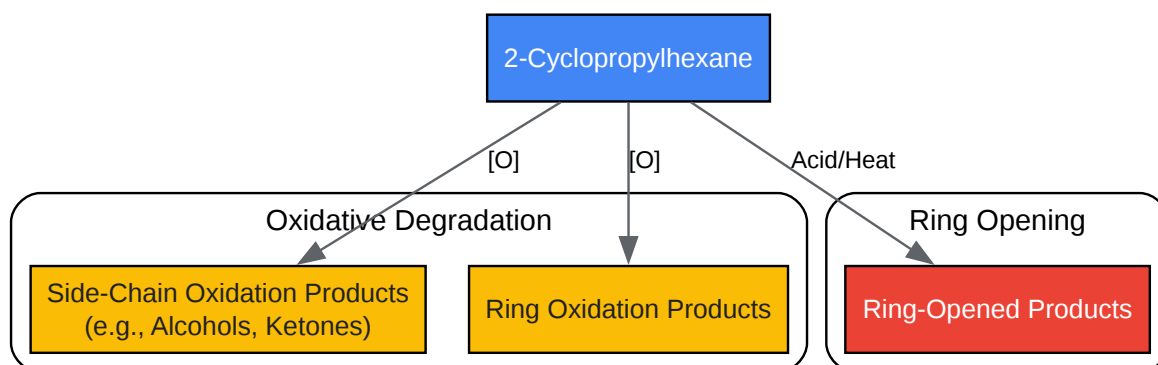 2-Cyclopropylhexane
[O]
[O]
Acid/Heat
Oxidative Degradation
Ring Opening
Side-Chain Oxidation Products
(e.g., Alcohols, Ketones)
Ring Oxidation Products
Ring-Opened Products